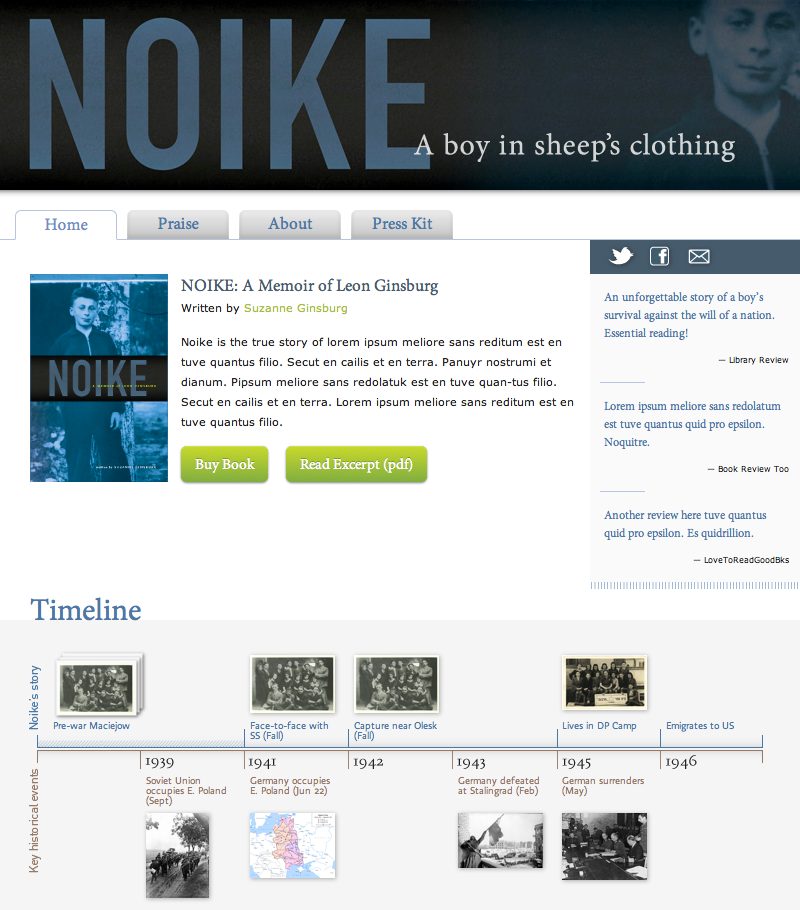 NOIKE
A boy in sheep's clothing
Home
Praise
About
Press Kit
NOIKE: A Memoir of Leon Ginsburg
Written by Suzanne Ginsburg
Noike is the true story of lorem ipsum meliore sans reditum est en
tuve quantus filio. Secut en cailis et en terra. Panuyr nostrumi et
dianum. Pipsum meliore sans redolatuk est en tuve quan-tus filio.
Secut en cailis et en terra. Lorem ipsum meliore sans reditum est en
tuve quantus filio.
Buy Book
Read Excerpt (pdf)
NOIKE
A MEMOIR OF LEON GINSBURG
written by SUZANNE GINSBURG
An unforgettable story of a boy's
survival against the will of a nation.
Essential reading!
— Library Review
Lorem ipsum meliore sans redolatum
est tuve quantus quid pro epsilon.
Noquitre.
— Book Review Too
Another review here tuve quantus
quid pro epsilon. Es quidrillion.
— LoveToReadGoodBks
Timeline
Noike's story
Pre-war Maciejow
Face-to-face with
SS (Fall)
Capture near Olesk
(Fall)
Lives in DP Camp
Emigrates to US
1939
1941
1942
1943
1945
1946
Key historical events
Soviet Union
occupies E. Poland
(Sept)
Germany occupies
E. Poland (Jun 22)
Germany defeated
at Stalingrad (Feb)
German surrenders
(May)